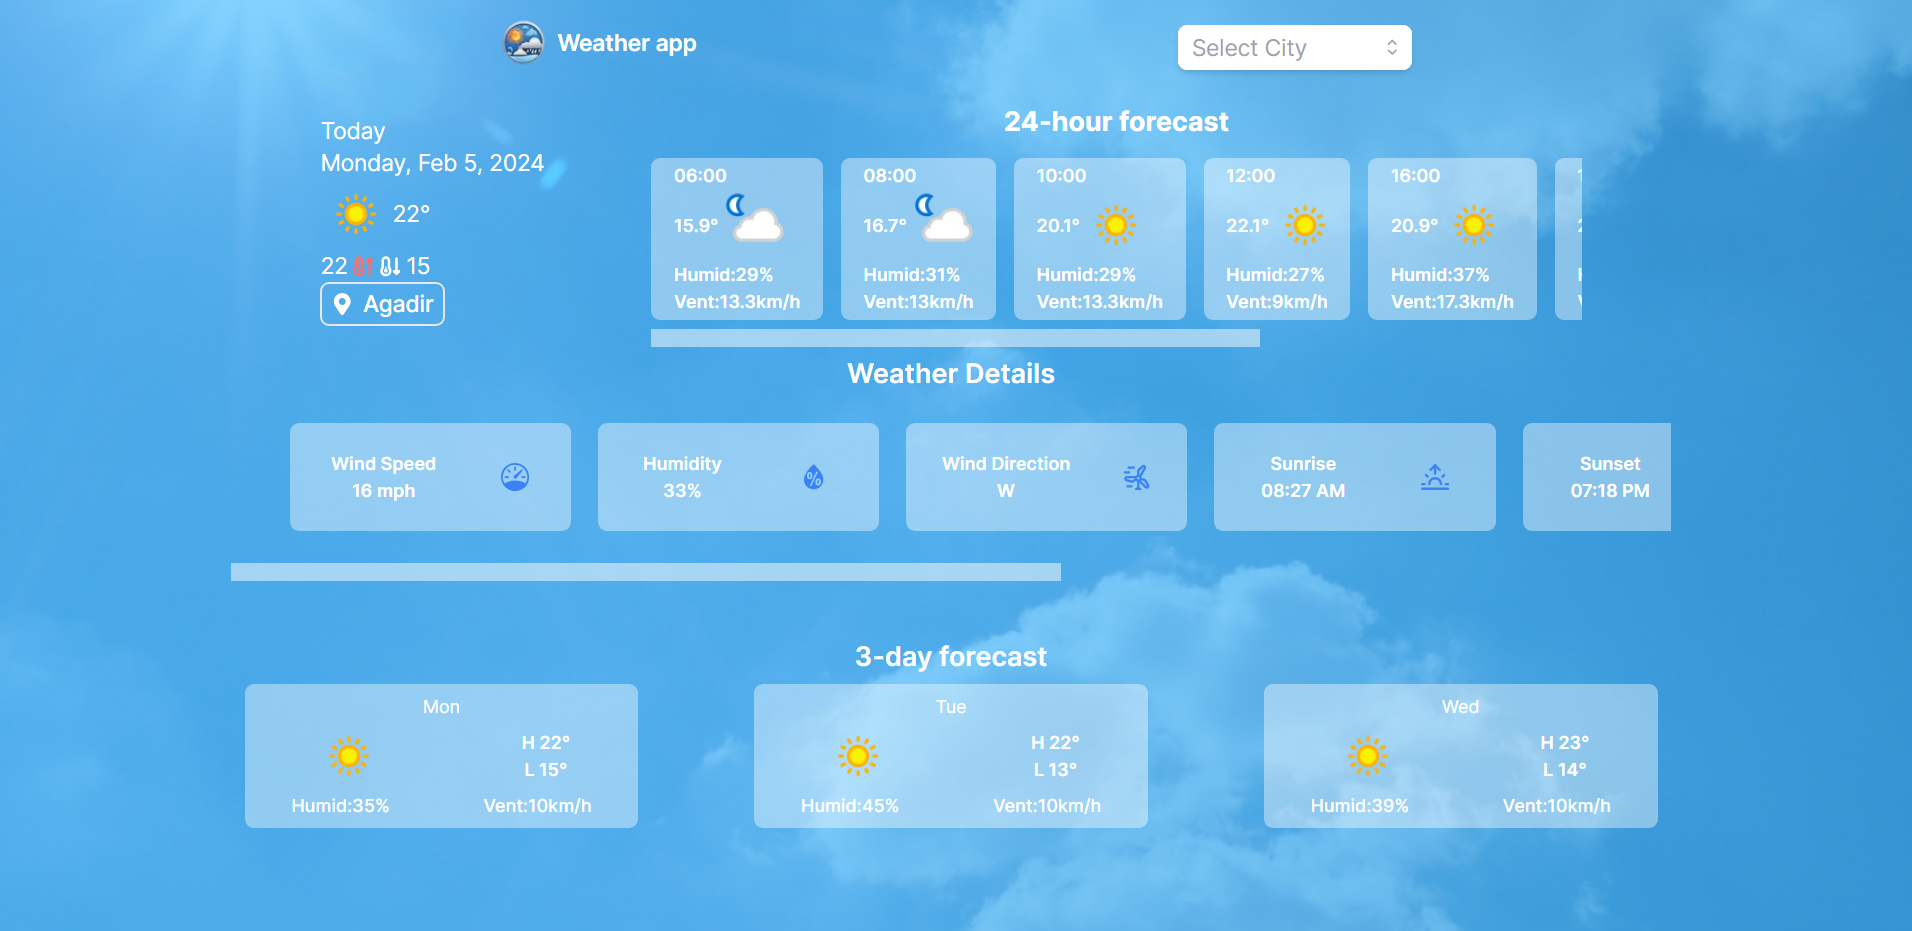 Weather app
Select City
Today
Monday, Feb 5, 2024
22°
22 15
Agadir
24-hour forecast
06:00
15.9°
Humid:29%
Vent:13.3km/h
08:00
16.7°
Humid:31%
Vent:13km/h
10:00
20.1°
Humid:29%
Vent:13.3km/h
12:00
22.1°
Humid:27%
Vent:9km/h
16:00
20.9°
Humid:37%
Vent:17.3km/h
Weather Details
Wind Speed
16 mph
Humidity
33%
%
Wind Direction
W
Sunrise
08:27 AM
Sunset
07:18 PM
3-day forecast
Mon
H 22°
L 15°
Humid:35% Vent:10km/h
Tue
H 22°
L 13°
Humid:45% Vent:10km/h
Wed
H 23°
L 14°
Humid:39% Vent:10km/h